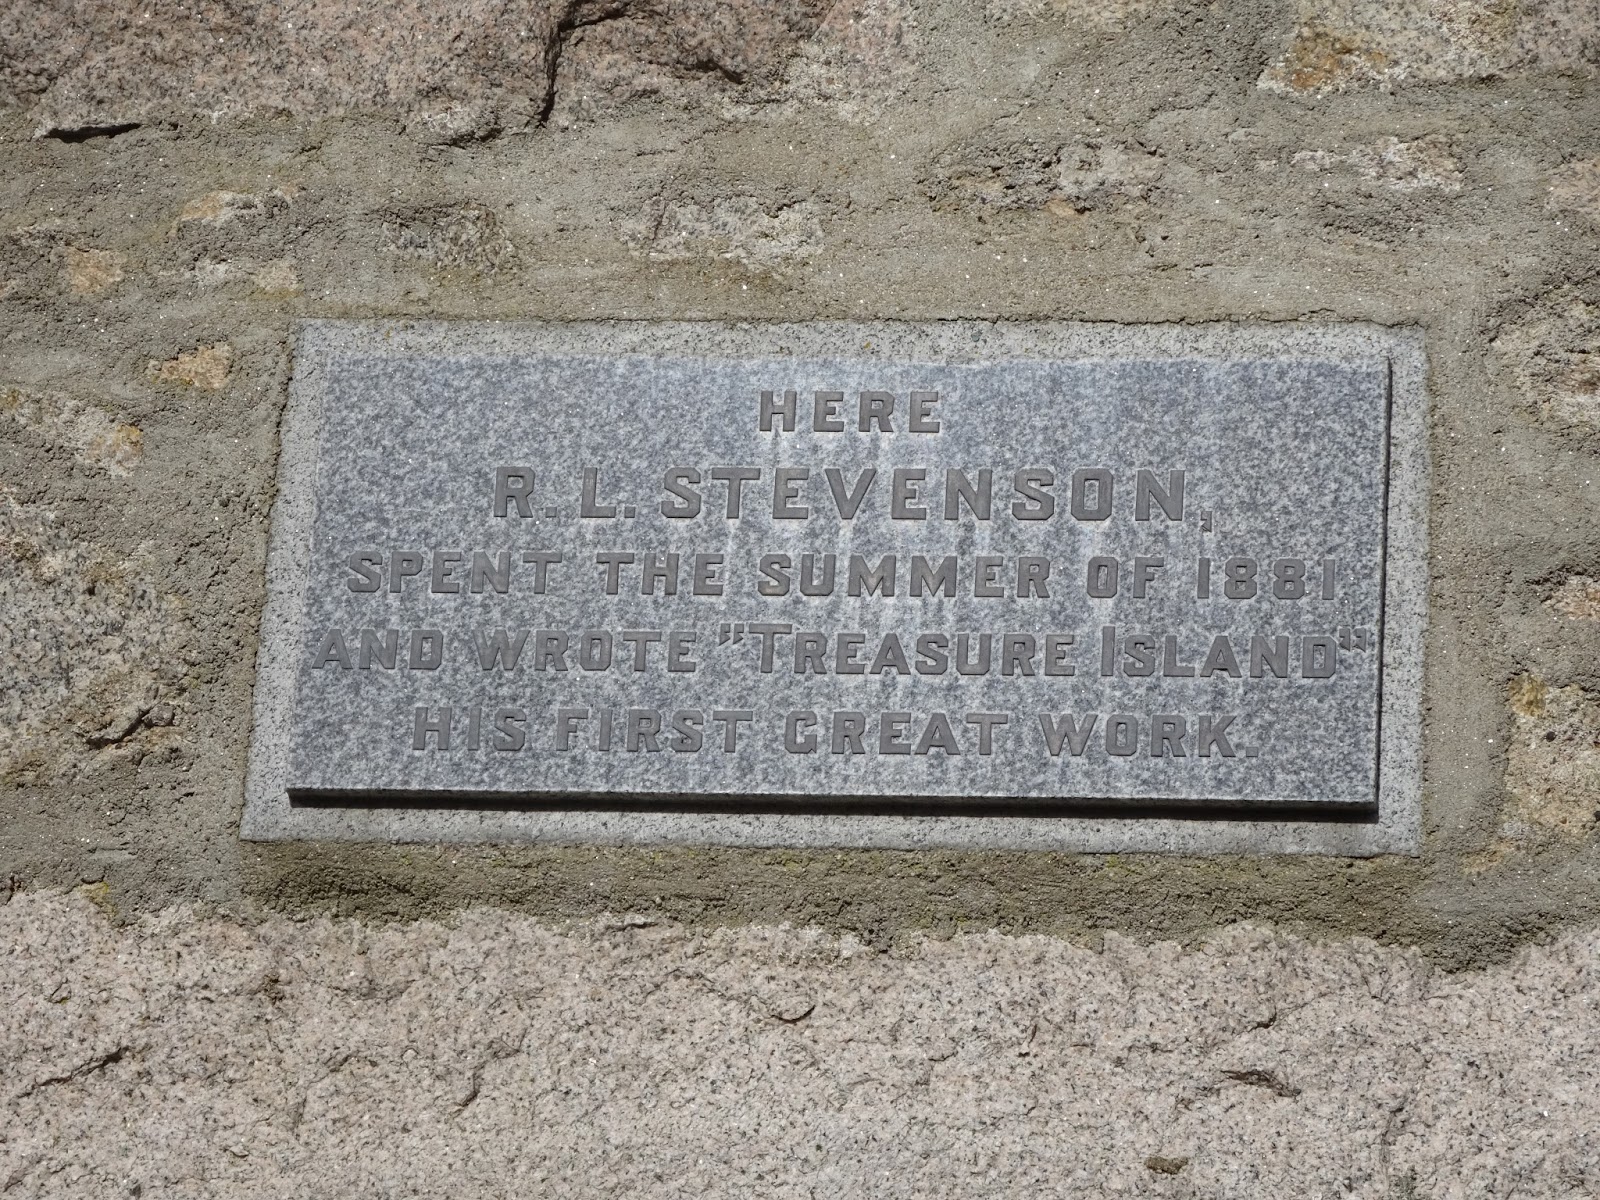 HERE
R. L. STEVENSON,
SPENT THE SUMMER OF 1881
AND WROTE "TREASURE ISLAND"
HIS FIRST GREAT WORK.